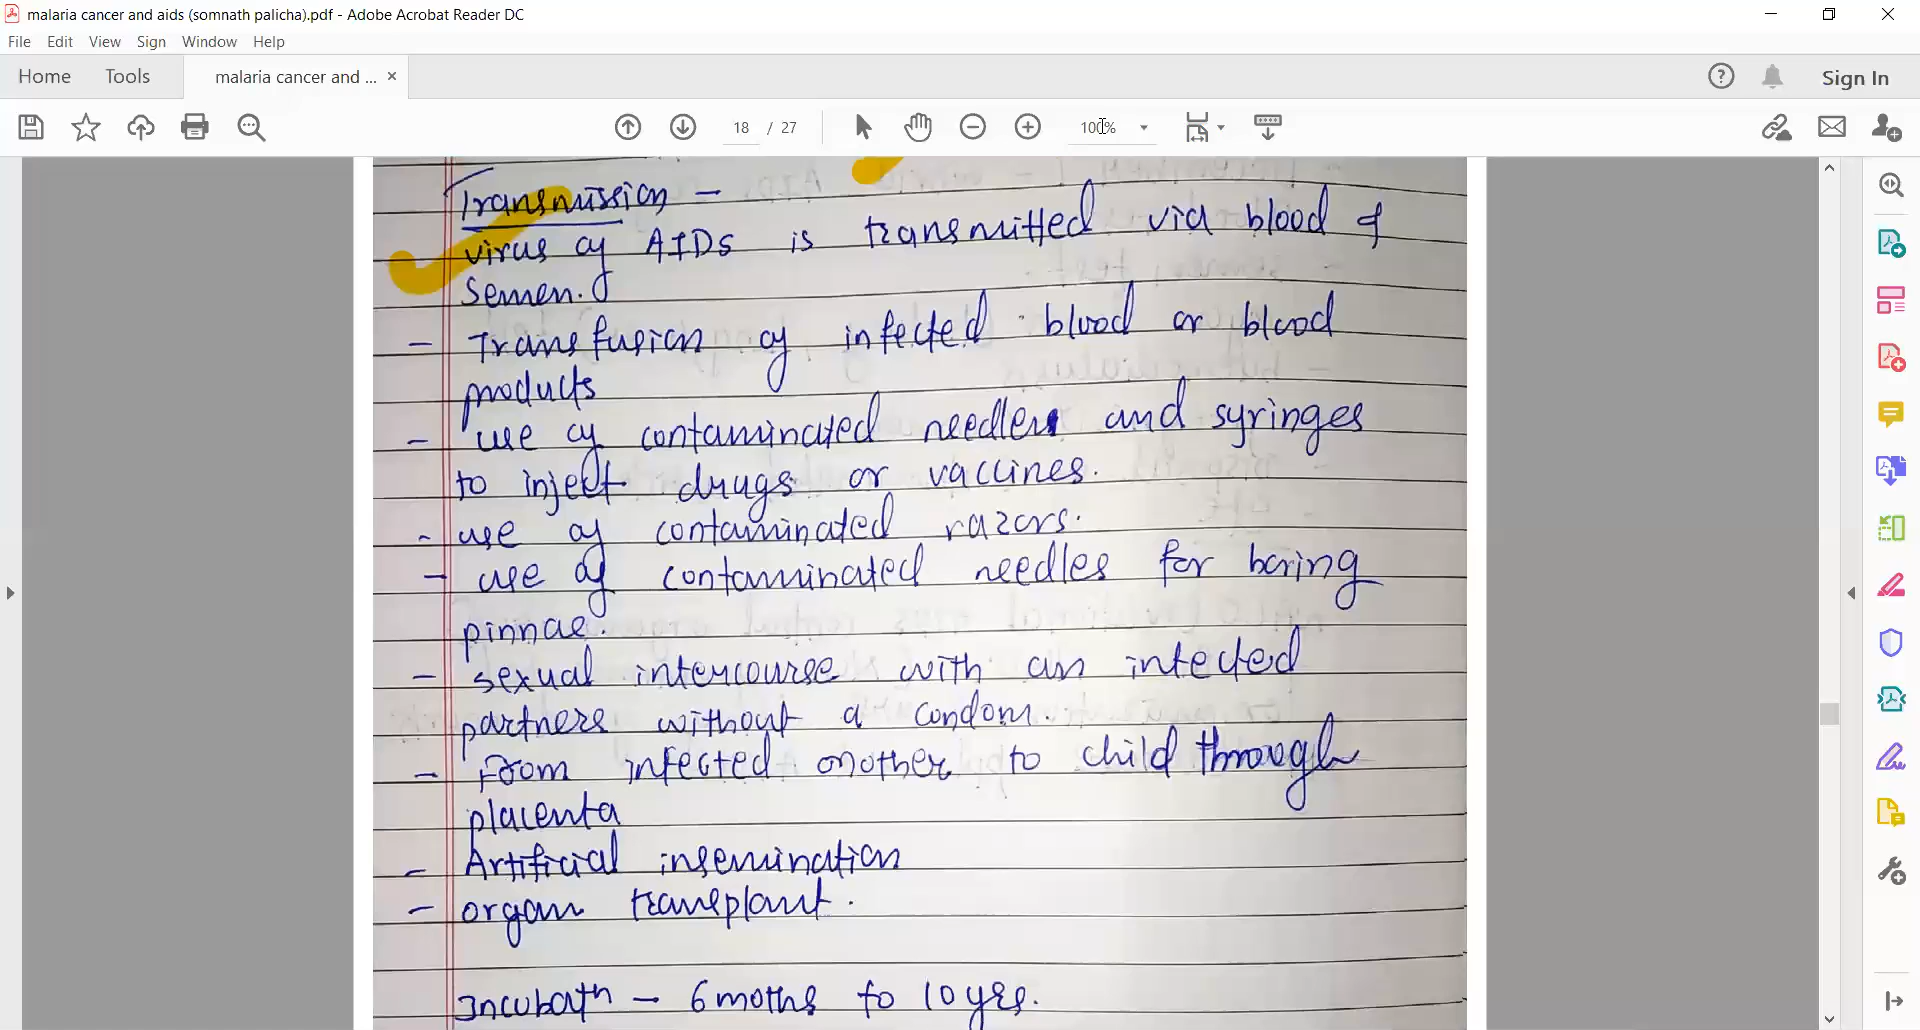 malaria cancer and aids (somnath palicha).pdf - Adobe Acrobat Reader DC
File Edit View Sign Window Help
Home Tools malaria cancer and ... × Sign In
18 / 27 100%
Transmission -
virus of AIDs is transmitted via blood &
semen.
- Transfusion of infected blood or blood
products
- use of contaminated needles and syringes
to inject drugs or vaccines.
- use of contaminated razors.
- use of contaminated needles for boring
pinnae.
- sexual intercourse with an infected
partners without a condom.
- From infected mother to child through
placenta
- Artificial insemination
- organ transplant.
Incubatn - 6 moths to 10 yrs.